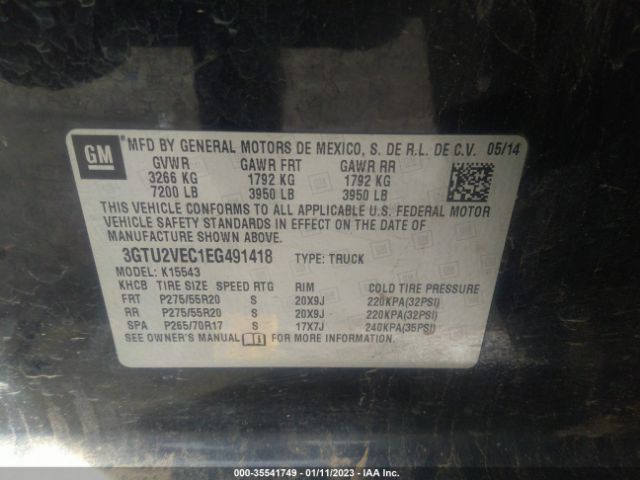 GM
MFD BY GENERAL MOTORS DE MEXICO, S. DE R.L. DE C.V. 05/14
GVWR GAWR FRT GAWR RR
3266 KG 1792 KG 1792 KG
7200 LB 3950 LB 3950 LB
THIS VEHICLE CONFORMS TO ALL APPLICABLE U.S. FEDERAL MOTOR
VEHICLE SAFETY STANDARDS IN EFFECT ON THE DATE OF
MANUFACTURE SHOWN ABOVE.
3GTU2VEC1EG491418 TYPE: TRUCK
MODEL: K15543
KHCB TIRE SIZE SPEED RTG RIM COLD TIRE PRESSURE
FRT P275/55R20 S 20X9J 220KPA(32PSI)
RR P275/55R20 S 20X9J 220KPA(32PSI)
SPA P265/70R17 S 17X7J 240KPA(35PSI)
SEE OWNER'S MANUAL FOR MORE INFORMATION.
000-35541749 - 01/11/2023 - IAA Inc.